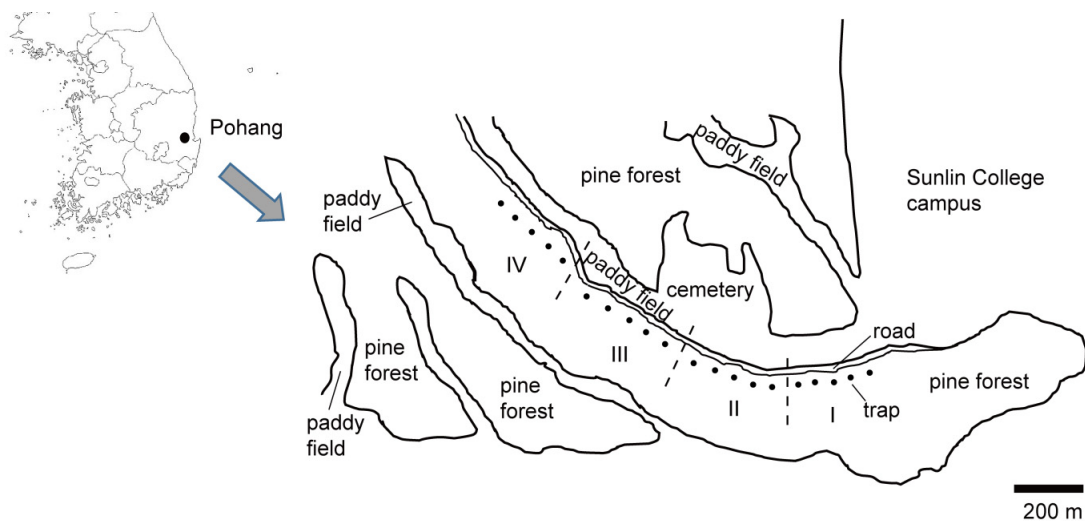 Pohang
paddy field
pine forest
Sunlin College
campus
paddy
field
IV
paddy field
cemetery
road
pine
forest
III
pine
forest
pine forest
trap
II
I
paddy
field
200 m